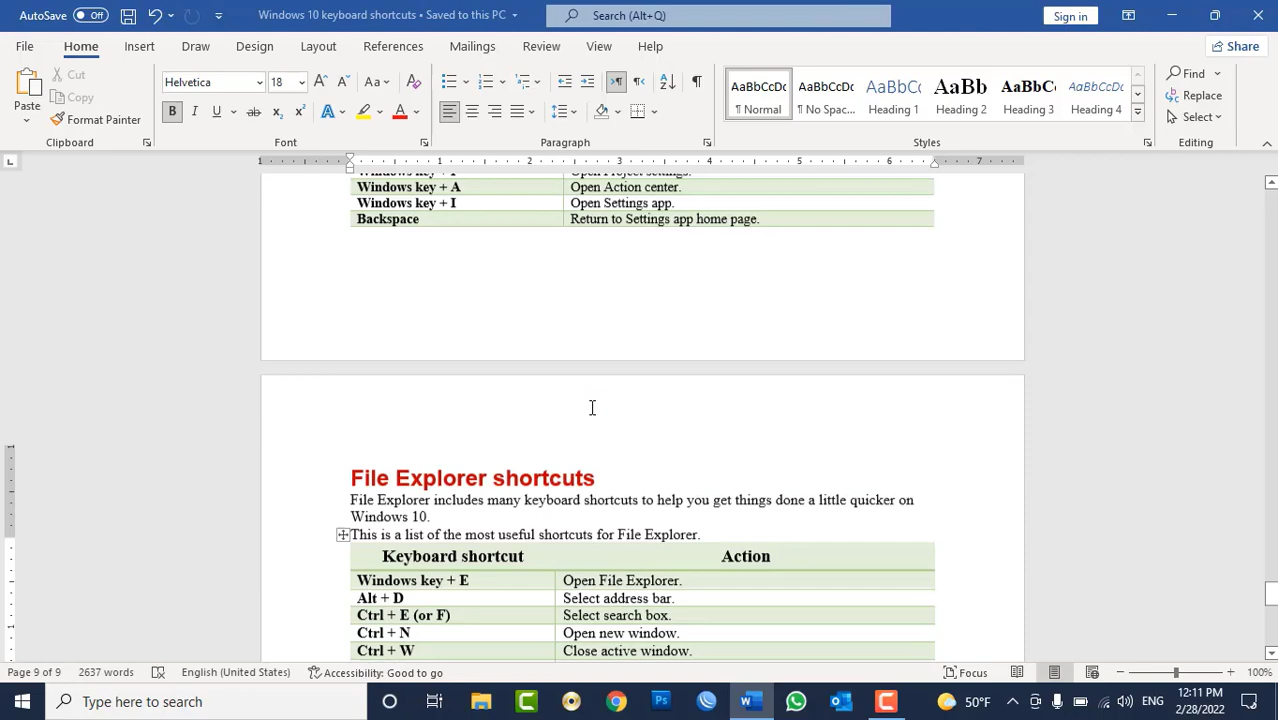 AutoSave Off Windows 10 keyboard shortcuts • Saved to this PC Search (Alt+Q) Sign in
File Home Insert Draw Design Layout References Mailings Review View Help Share
Paste Cut Copy Format Painter
Helvetica 18
AaBbCcDc AaBbCcDc AaBbCc AaBb AaBbC AaBbCcDc
¶ Normal ¶ No Spac... Heading 1 Heading 2 Heading 3 Heading 4
Find Replace Select
Clipboard Font Paragraph Styles Editing
Windows key + P Open Project settings.
Windows key + A Open Action center.
Windows key + I Open Settings app.
Backspace Return to Settings app home page.
File Explorer shortcuts
File Explorer includes many keyboard shortcuts to help you get things done a little quicker on
Windows 10.
This is a list of the most useful shortcuts for File Explorer.
Keyboard shortcut Action
Windows key + E Open File Explorer.
Alt + D Select address bar.
Ctrl + E (or F) Select search box.
Ctrl + N Open new window.
Ctrl + W Close active window.
Page 9 of 9 2637 words English (United States) Accessibility: Good to go Focus 100%
Type here to search 50°F ENG 12:11 PM
2/28/2022